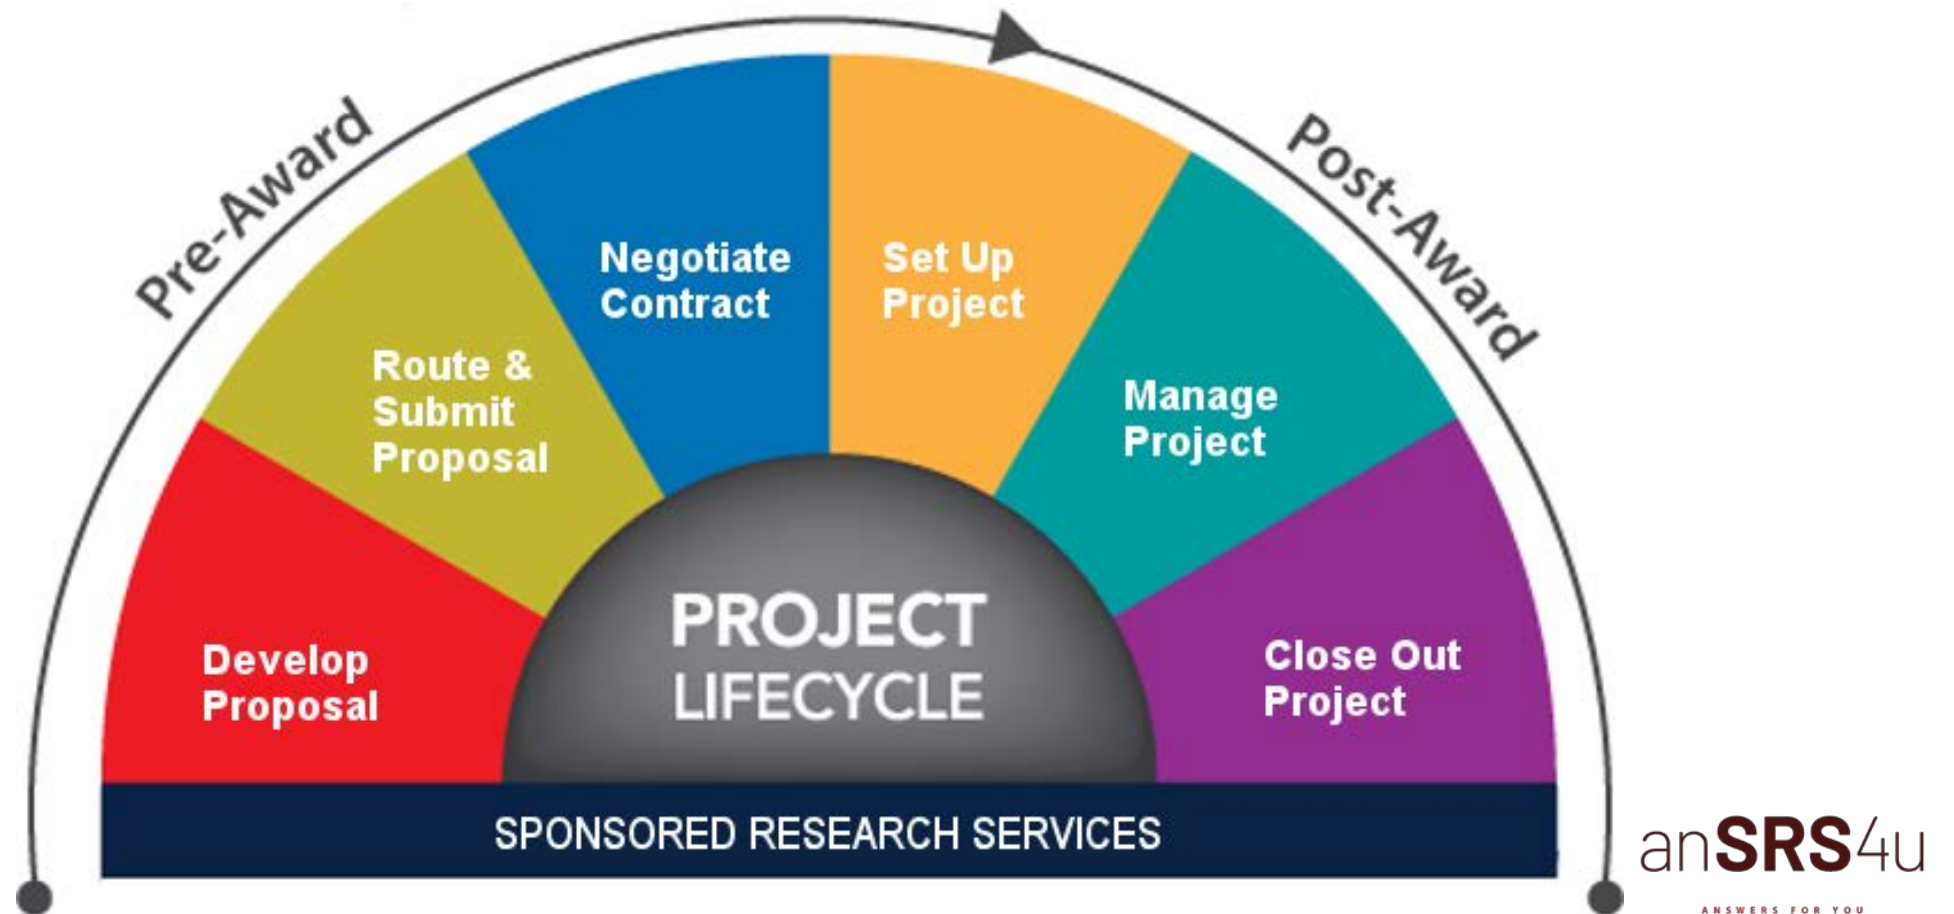 Pre-Award
Post-Award
Develop
Proposal
Route &
Submit
Proposal
Negotiate
Contract
Set Up
Project
Manage
Project
Close Out
Project
PROJECT
LIFECYCLE
SPONSORED RESEARCH SERVICES
anSRS4u
ANSWERS FOR YOU